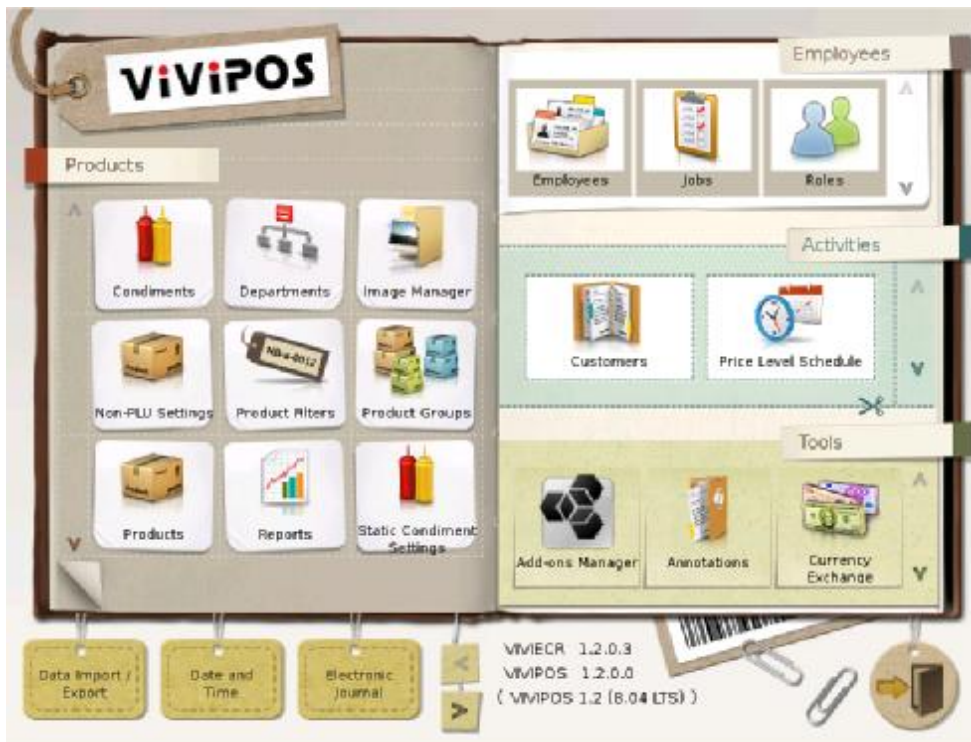 ViViPOS
Products
Condiments
Departments
Image Manager
Non-PLU Settings
NB-a-0012
Product Filters
Product Groups
Products
Reports
Static Condiment
Settings
Employees
Employees
Jobs
Roles
Activities
Customers
Price Level Schedule
Tools
Add-ons Manager
Annotations
Currency
Exchange
Data Import /
Export
Date and
Time
Electronic
Journal
<
>
VIVIECR 1.2.0.3
VIVIPOS 1.2.0.0
( VIVIPOS 1.2 (8.04 LTS) )